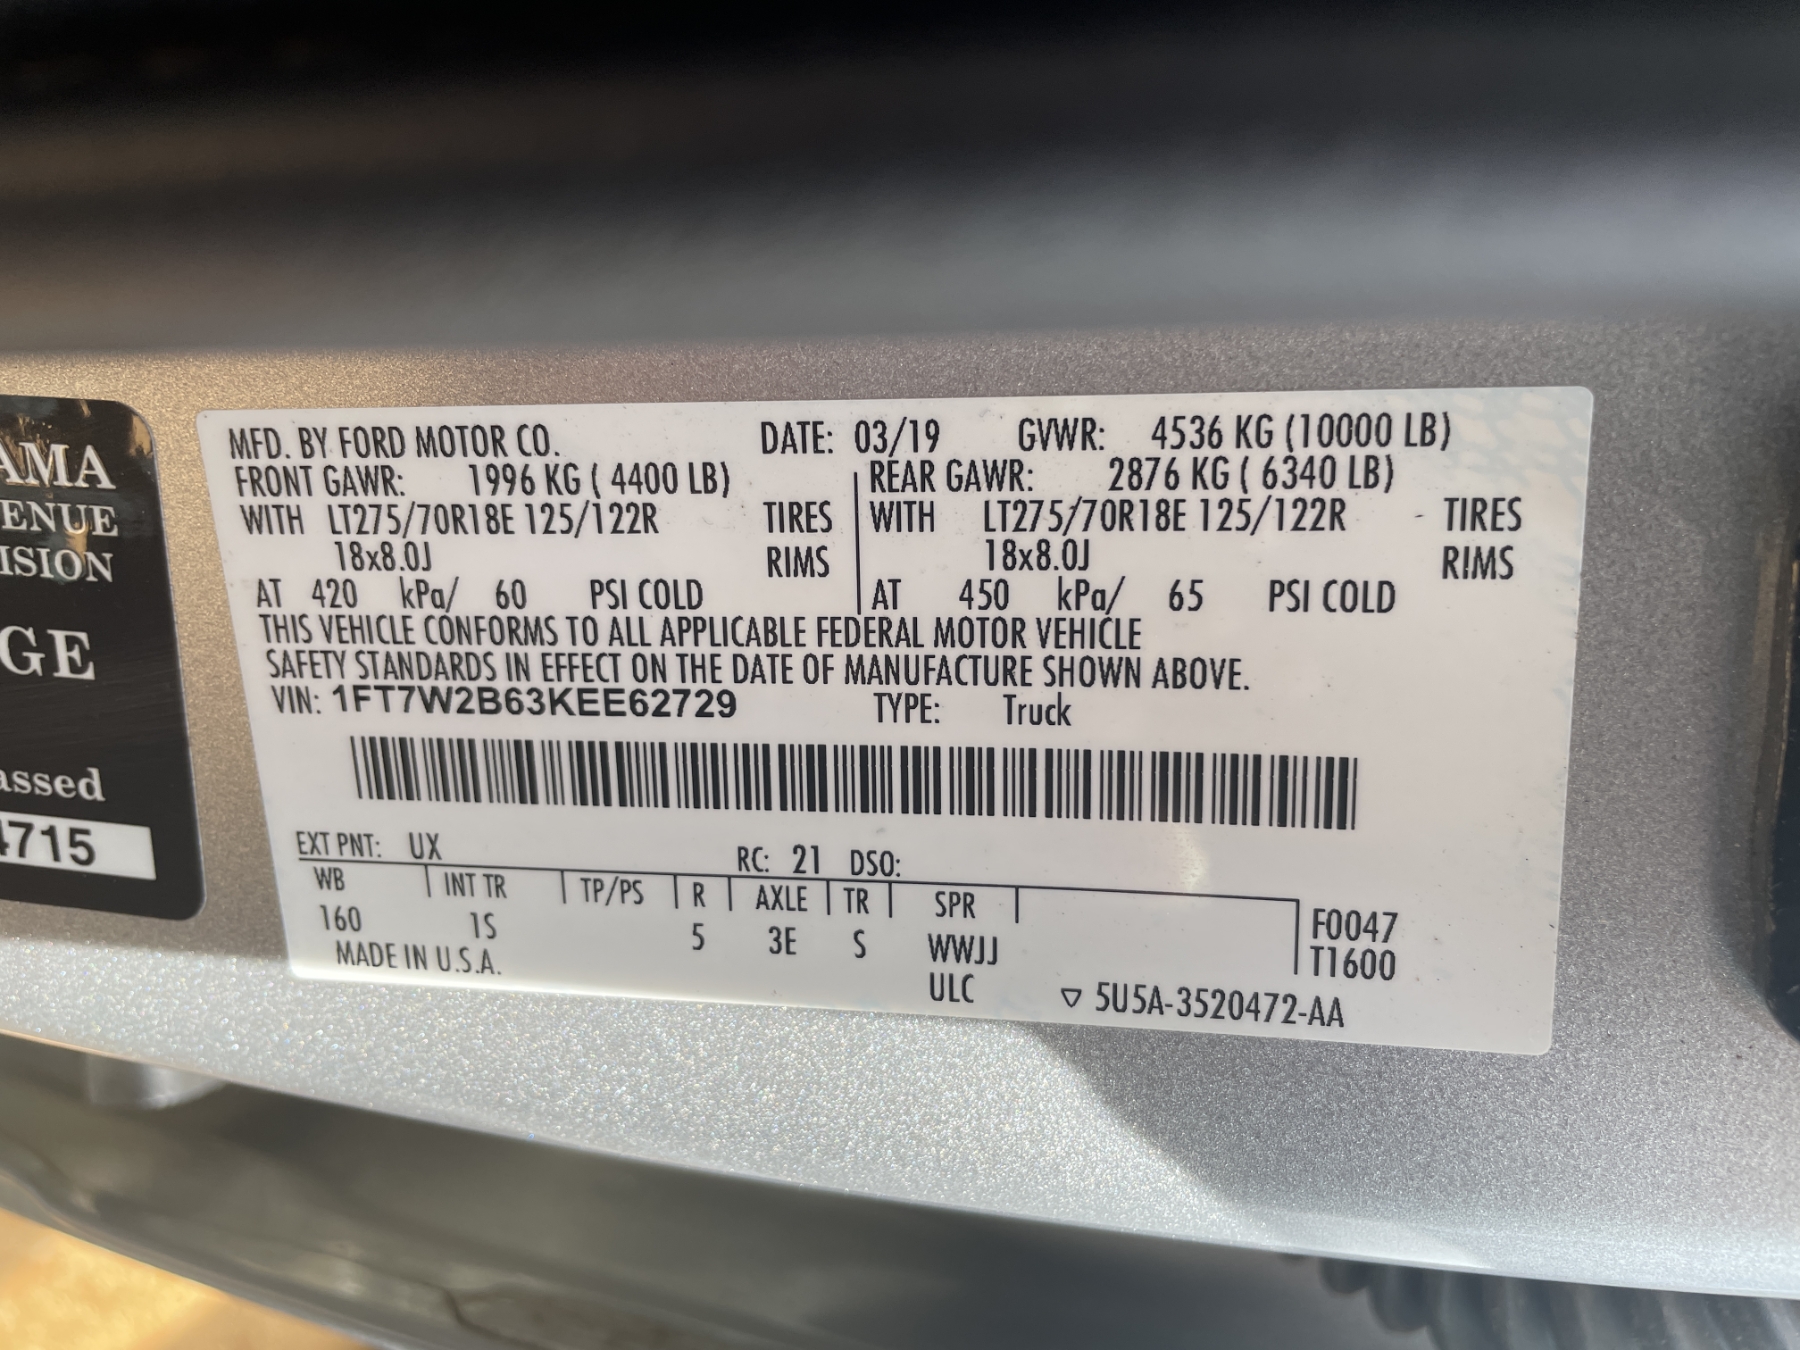 AMA
ENUE
ISION
GE
assed
4715
MFD. BY FORD MOTOR CO. DATE: 03/19 GVWR: 4536 KG (10000 LB)
FRONT GAWR: 1996 KG ( 4400 LB) REAR GAWR: 2876 KG ( 6340 LB)
WITH LT275/70R18E 125/122R TIRES WITH LT275/70R18E 125/122R TIRES
18x8.0J RIMS 18x8.0J RIMS
AT 420 kPa/ 60 PSI COLD AT 450 kPa/ 65 PSI COLD
THIS VEHICLE CONFORMS TO ALL APPLICABLE FEDERAL MOTOR VEHICLE
SAFETY STANDARDS IN EFFECT ON THE DATE OF MANUFACTURE SHOWN ABOVE.
VIN: 1FT7W2B63KEE62729 TYPE: Truck
EXT PNT: UX RC: 21 DSO:
WB INT TR TP/PS R AXLE TR SPR
160 1S 5 3E S WWJJ F0047
MADE IN U.S.A. ULC T1600
▽ 5U5A-3520472-AA